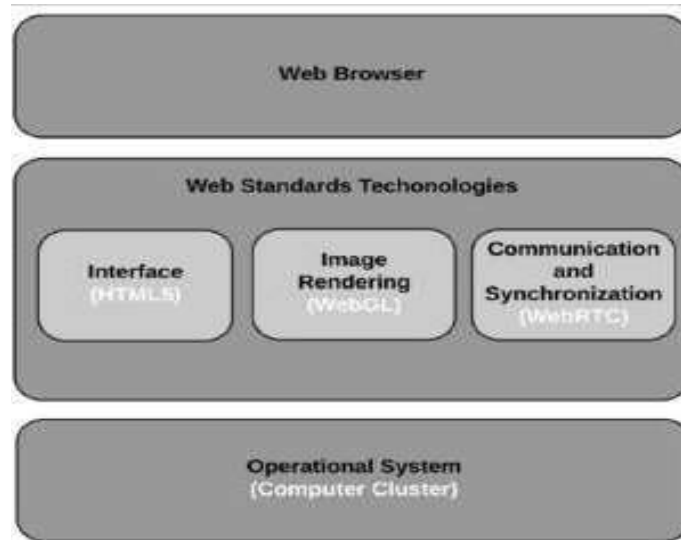 Web Browser
Web Standards Techonologies
Interface
(HTML5)
Image
Rendering
(WebGL)
Communication
and
Synchronization
(WebRTC)
Operational System
(Computer Cluster)